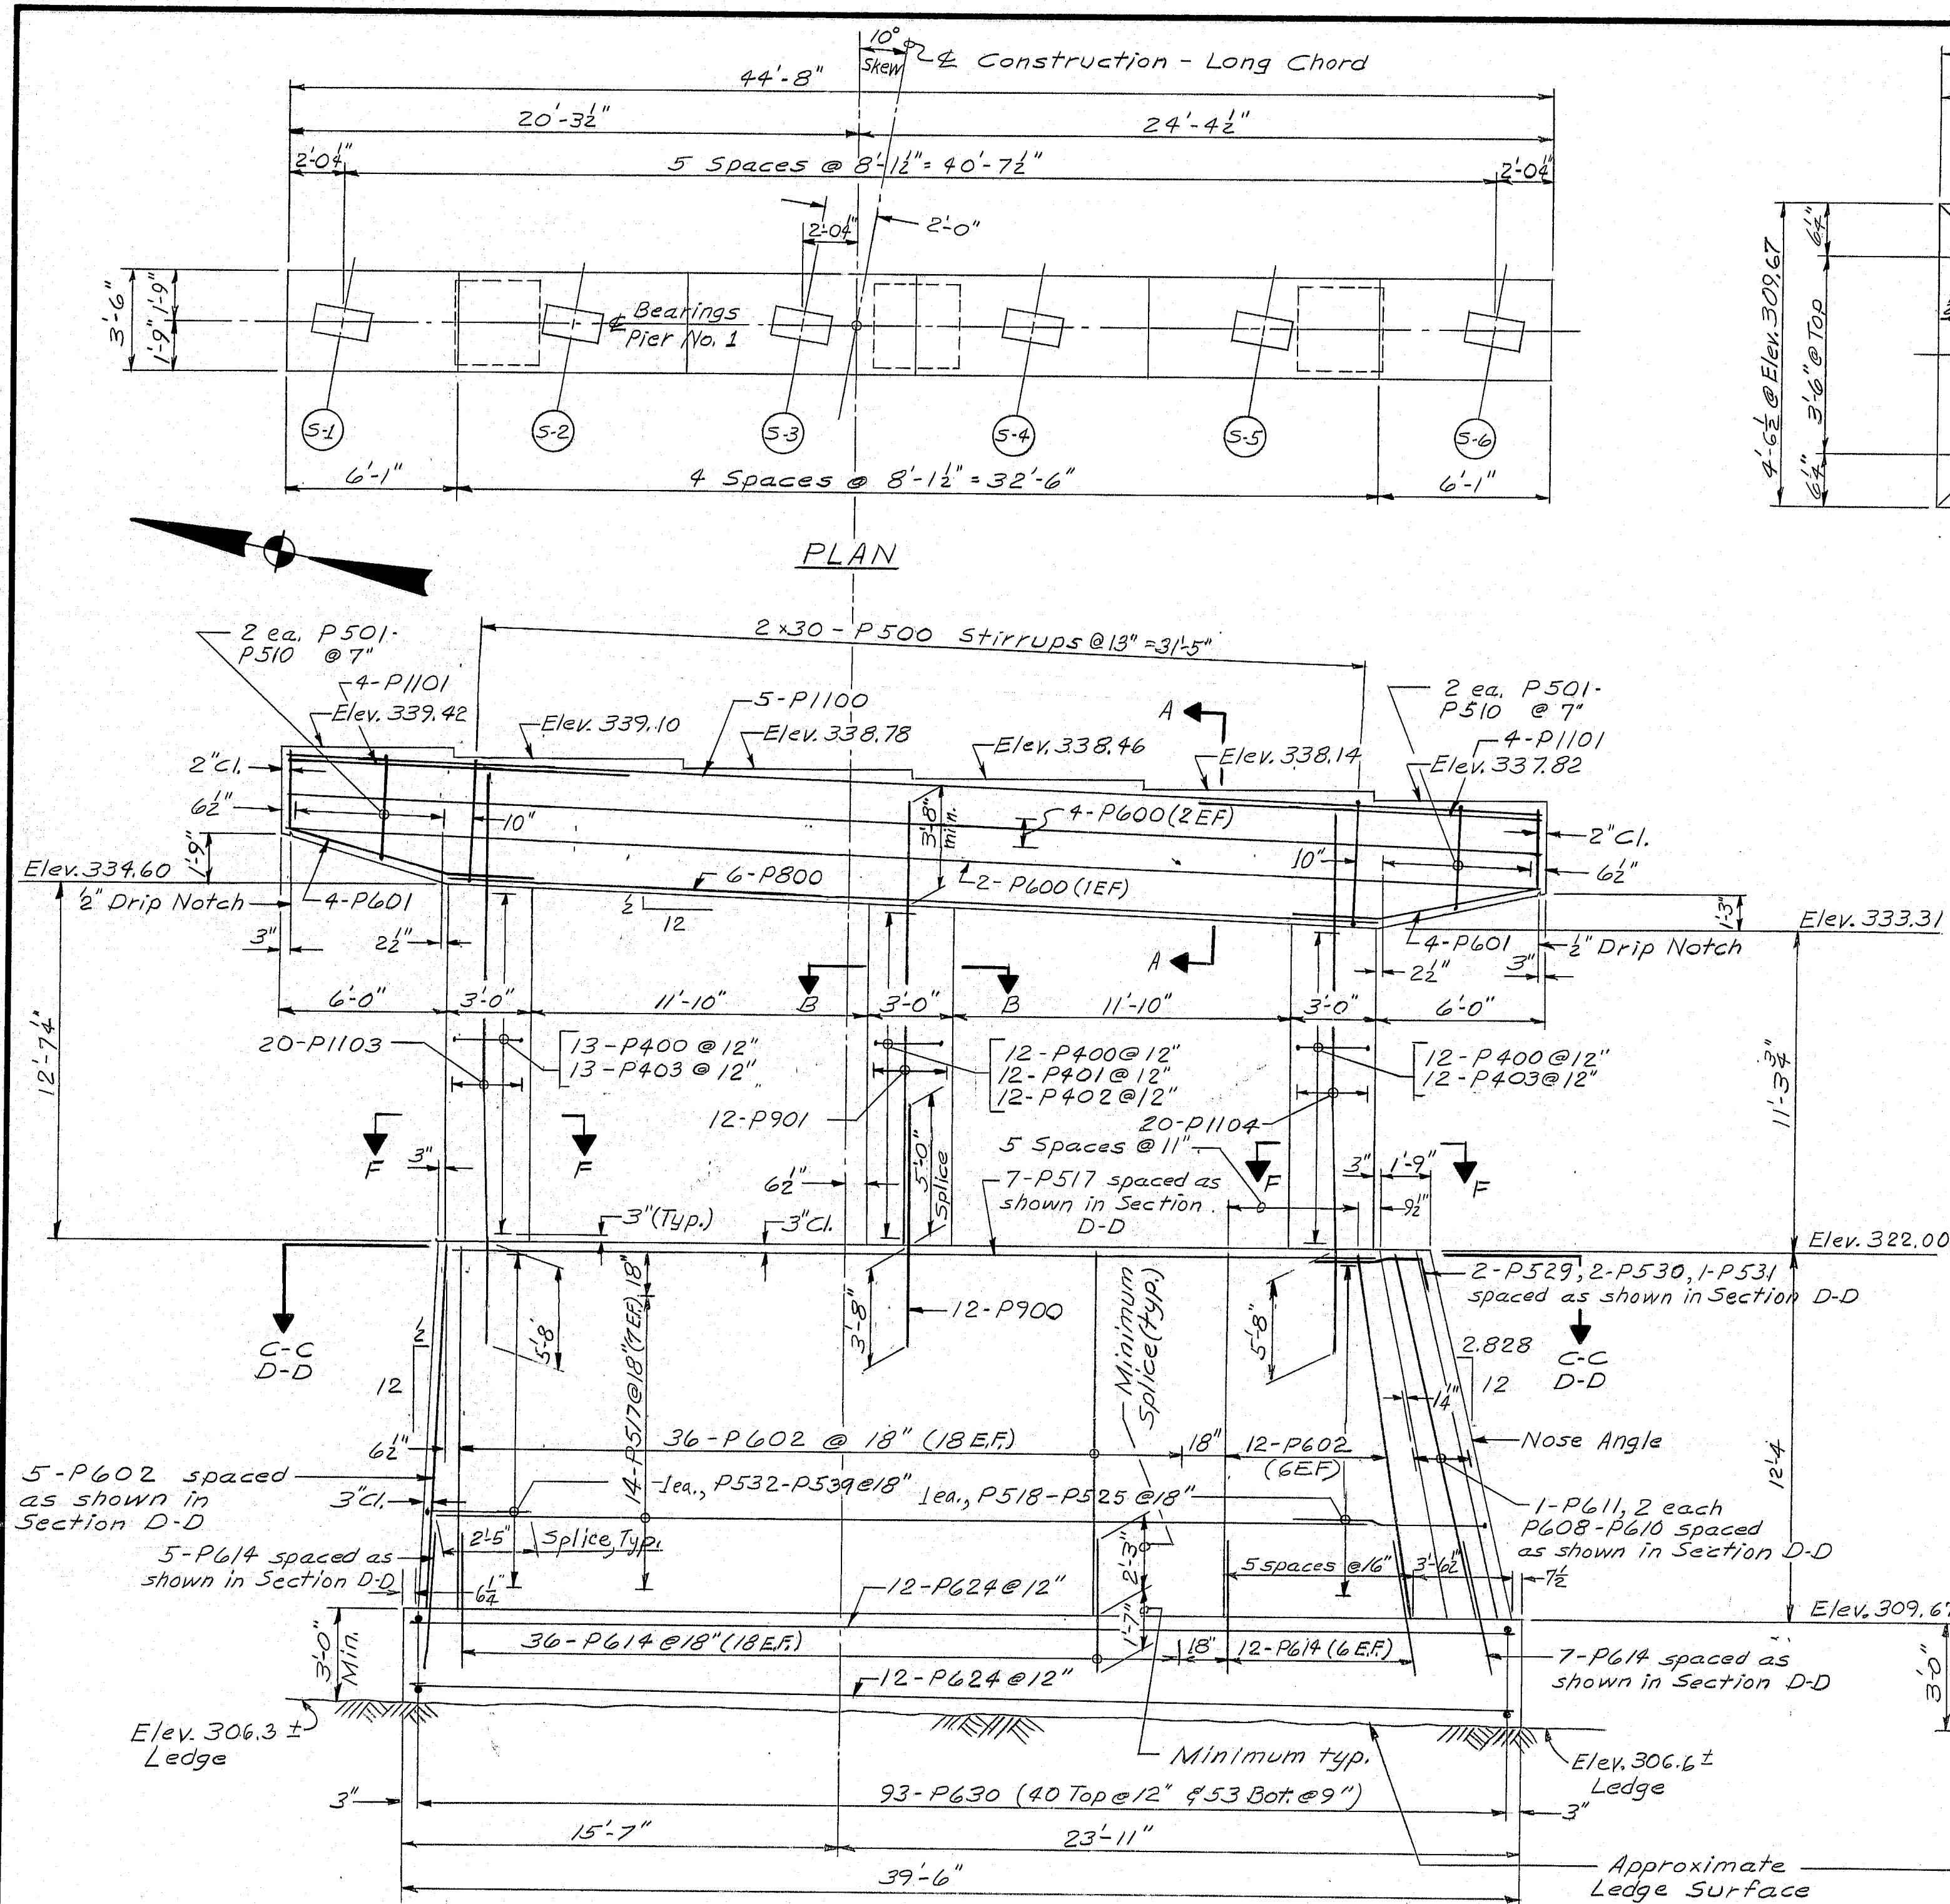 10°
Skew
℄ Construction - Long Chord
44'-8"
20'-3½"
24'-4½"
2'-0¼"
5 Spaces @ 8'-1½" = 40'-7½"
2'-0¼"
2'-0¼"
2'-0"
3'-6"
1'-9" 1'-9"
℄ Bearings
Pier No. 1
S-1
S-2
S-3
S-4
S-5
S-6
6'-1"
4 Spaces @ 8'-1½" = 32'-6"
6'-1"
4'-6½ @ Elev. 309.67
6¼"
3'-6" @ Top
6¼"
PLAN
2 ea. P501-
P510 @ 7"
2 x 30 - P500 Stirrups @ 13" = 31'-5"
2 ea. P501-
P510 @ 7"
4-P1101
5-P1100
A
4-P1101
Elev. 339.42
Elev. 339.10
Elev. 338.78
Elev. 338.46
Elev. 338.14
Elev. 337.82
2" Cl.
6½"
10"
3'-8"
min.
4-P600 (2EF)
10"
2" Cl.
6½"
1'-9"
Elev. 334.60
6-P800
2-P600 (1EF)
½" Drip Notch
4-P601
½
12
1'-3"
Elev. 333.31
4-P601
½" Drip Notch
3"
2½"
A
2½"
3"
B
B
6'-0"
3'-0"
11'-10"
3'-0"
11'-10"
3'-0"
6'-0"
12'-7¼"
20-P1103
13-P400 @ 12"
13-P403 @ 12"
12-P400 @ 12"
12-P401 @ 12"
12-P402 @ 12"
12-P400 @ 12"
12-P403 @ 12"
11'-3¾"
12-P901
20-P1104
5 Spaces @ 11"
F
3"
F
6½"
5'-0"
Splice
7-P517 spaced as
shown in Section
D-D
F
3"
1'-9"
F
9½"
3" (Typ.)
3" Cl.
Elev. 322.00
2-P529, 2-P530, 1-P531
spaced as shown in Section D-D
C-C
D-D
5'-8"
14-P517 @ 18" (7 EF) 18"
3'-8"
12-P900
Minimum
Splice (typ.)
5'-8"
2.828
12
C-C
D-D
½
12
1¼"
6½"
36-P602 @ 18" (18 E.F.)
18"
12-P602
(6 EF)
Nose Angle
12'-4
5-P602 spaced
as shown in
Section D-D
3" Cl.
1ea., P532-P539 @ 18"
1ea., P518-P525 @ 18"
1-P611, 2 each
P608-P610 spaced
as shown in Section D-D
2'-5"
Splice, Typ.
5-P614 spaced as
shown in Section D-D
6¼"
2'-3"
5 spaces @ 16"
3'-6½"
7½
12-P624 @ 12"
Elev. 309.67
3'-0"
Min.
36-P614 @ 18" (18 E.F.)
1'-7"
18"
12-P614 (6 E.F.)
7-P614 spaced as
shown in Section D-D
3'-0"
12-P624 @ 12"
Elev. 306.3 ±
Ledge
Minimum typ.
Elev. 306.6 ±
Ledge
3"
93-P630 (40 Top @ 12" & 53 Bot. @ 9")
3"
15'-7"
23'-11"
39'-6"
Approximate
Ledge Surface